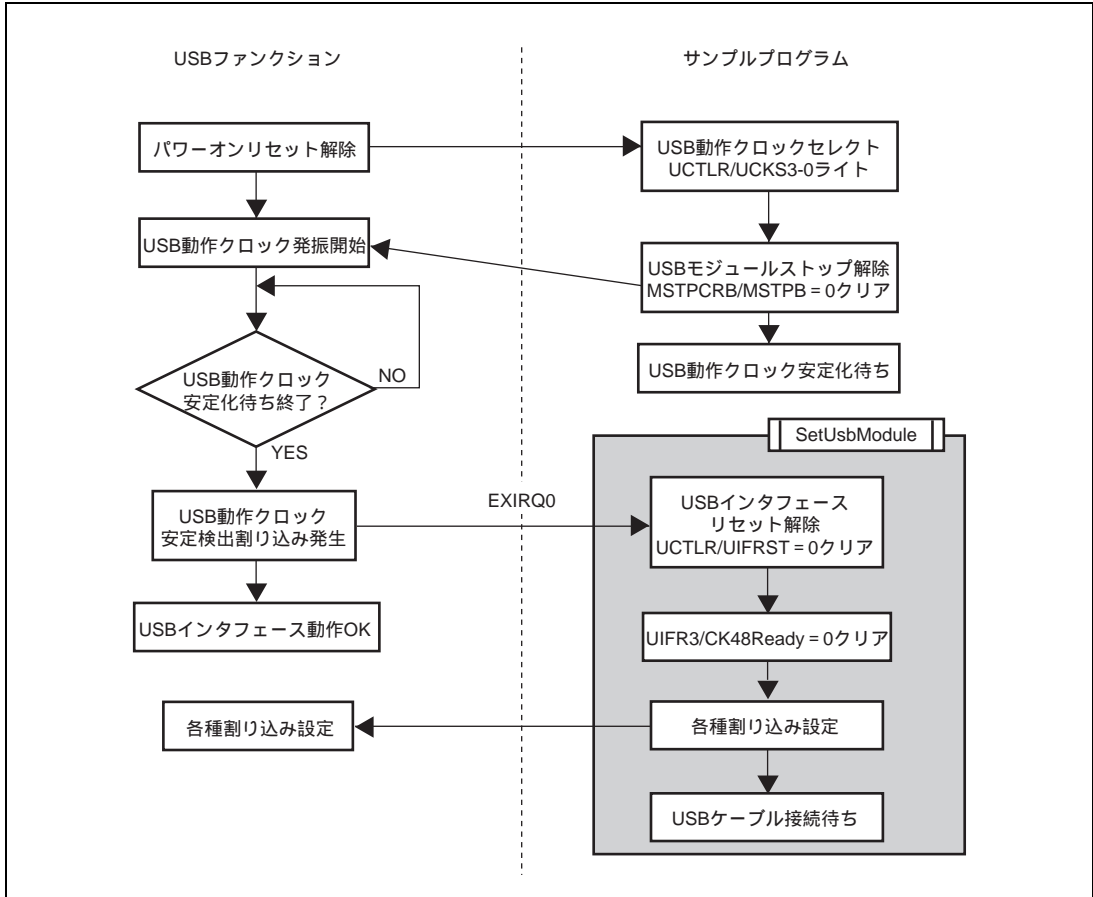 USBファンクション
サンプルプログラム
パワーオンリセット解除
USB動作クロックセレクト
UCTLR/UCKS3-0ライト
USB動作クロック発振開始
USBモジュールストップ解除
MSTPCRB/MSTPB = 0クリア
USB動作クロック安定化待ち
USB動作クロック
安定化待ち終了？
NO
YES
SetUsbModule
USB動作クロック
安定検出割り込み発生
EXIRQ0
USBインタフェース
リセット解除
UCTLR/UIFRST = 0クリア
USBインタフェース動作OK
UIFR3/CK48Ready = 0クリア
各種割り込み設定
各種割り込み設定
USBケーブル接続待ち